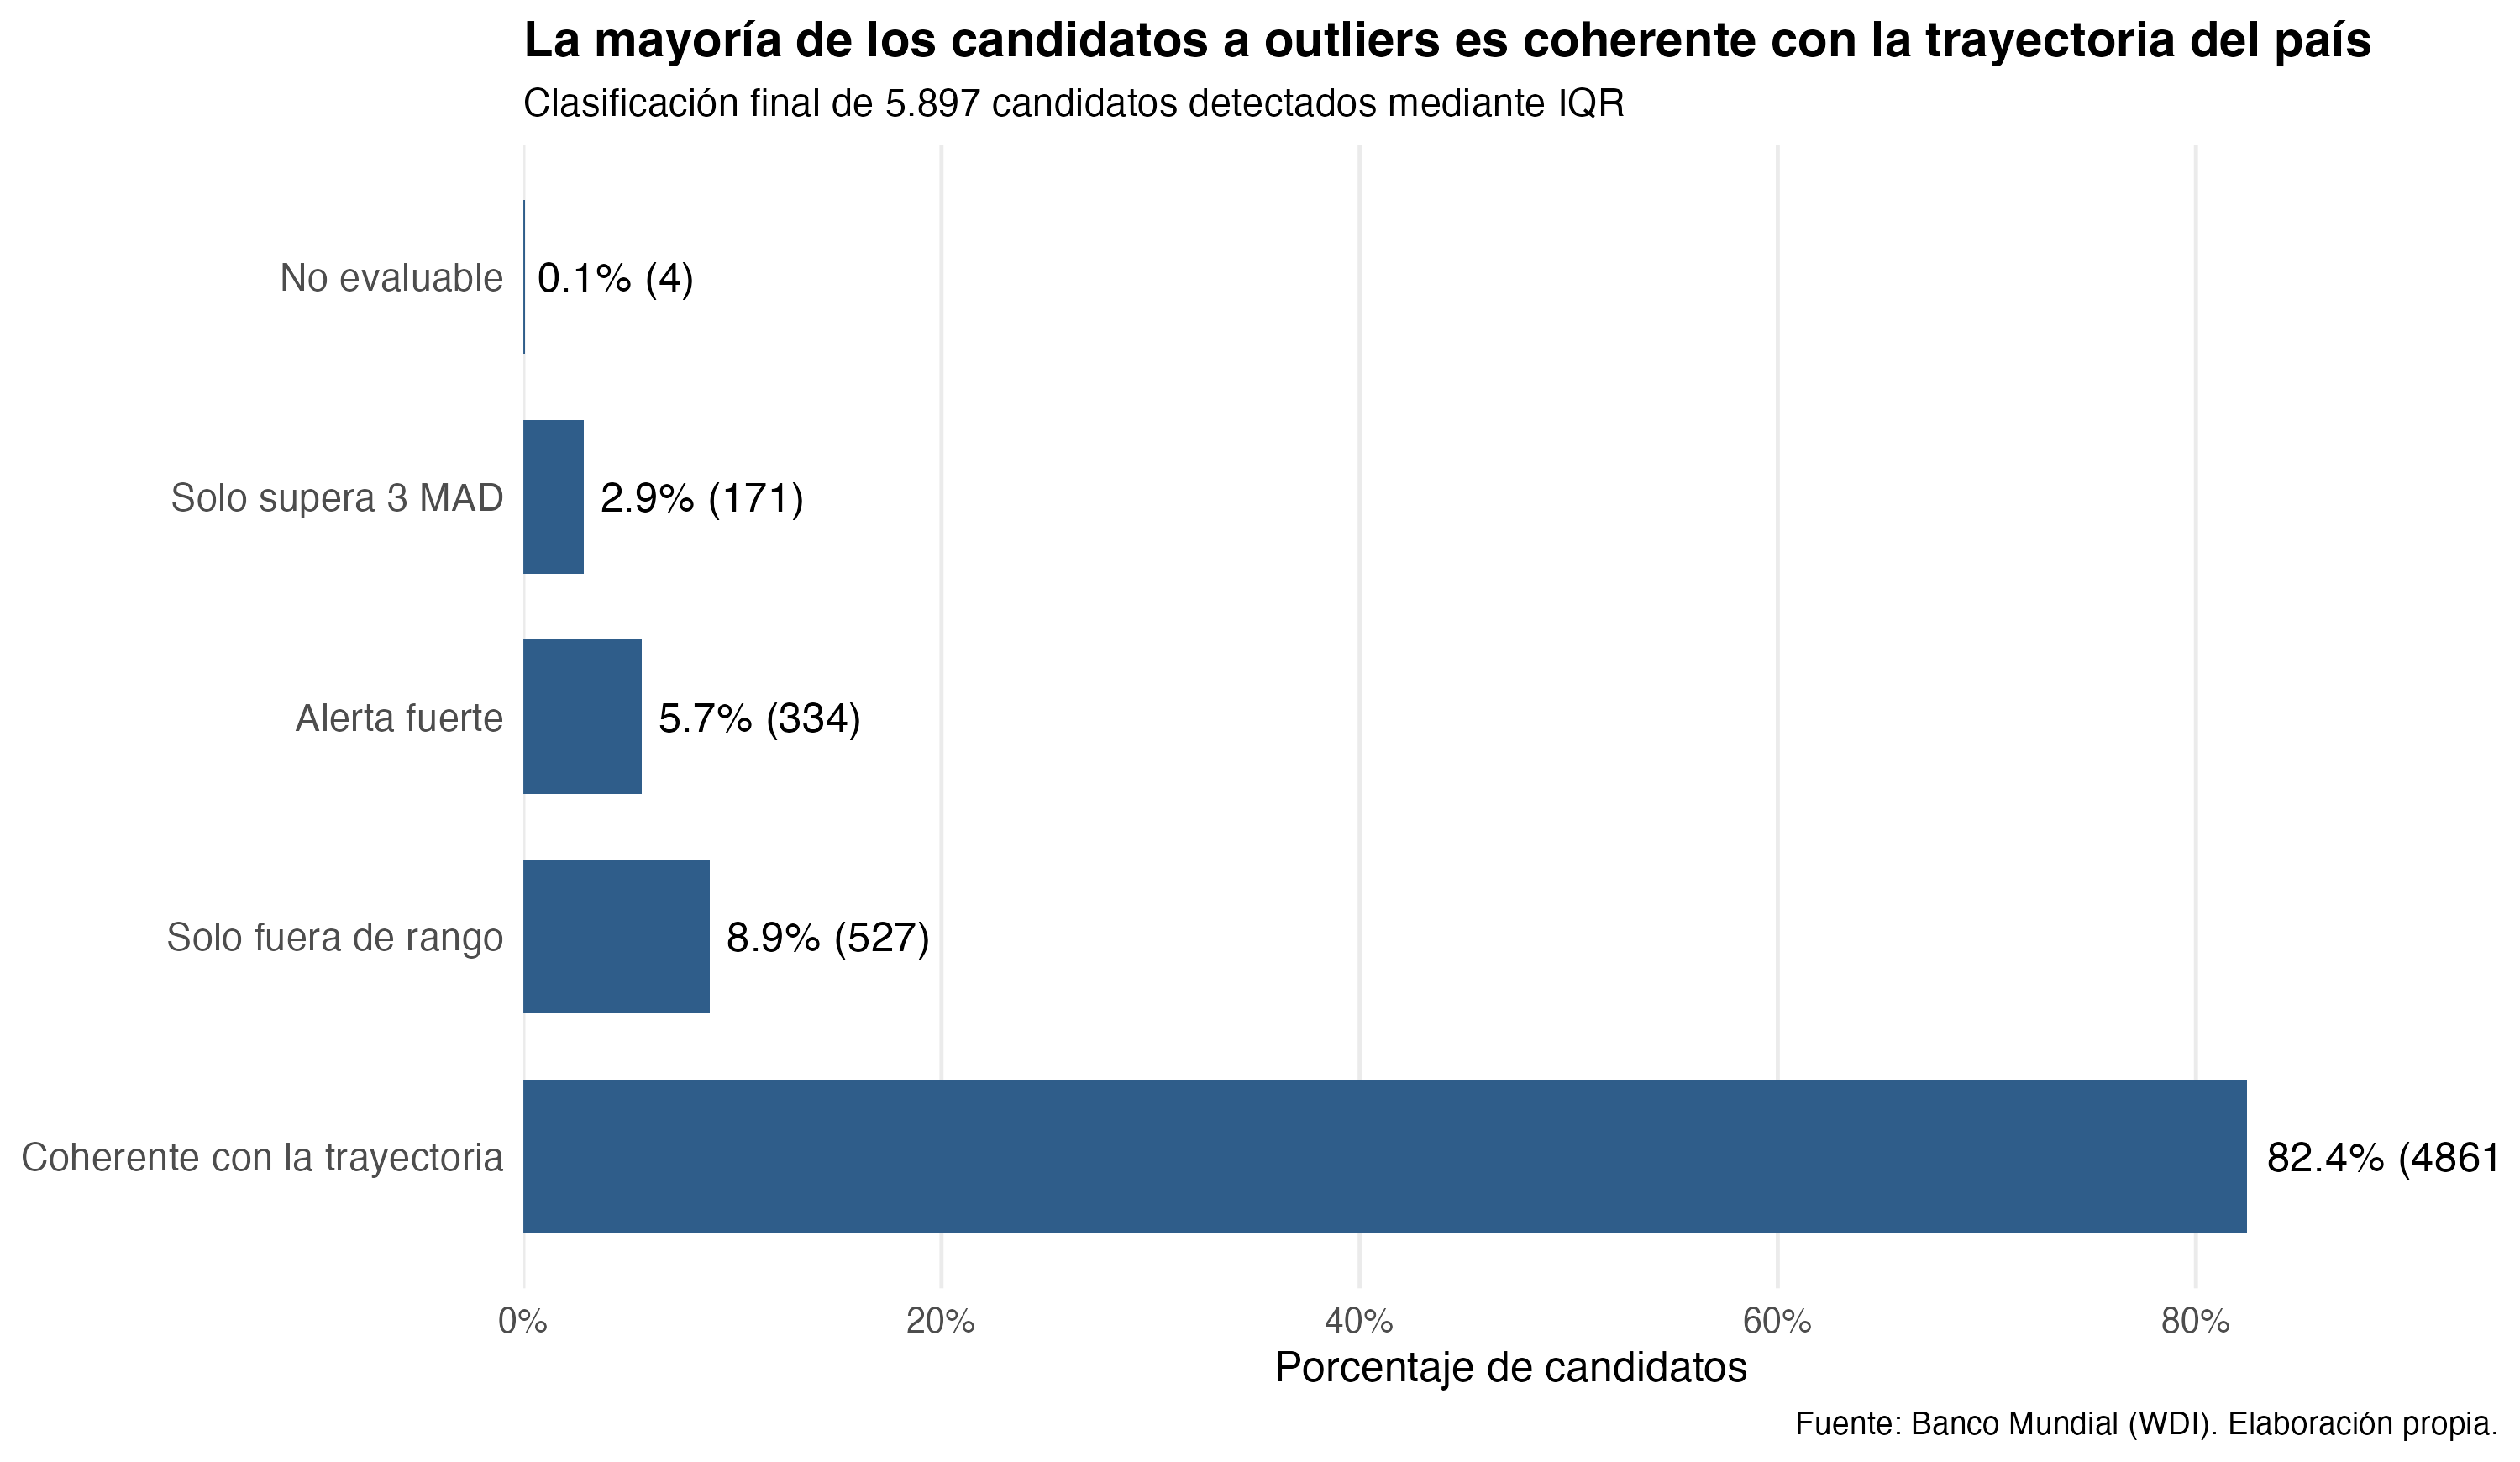 La mayoría de los candidatos a outliers es coherente con la trayectoria del país
Clasificación final de 5.897 candidatos detectados mediante IQR
No evaluable
0.1% (4)
Solo supera 3 MAD
2.9% (171)
Alerta fuerte
5.7% (334)
Solo fuera de rango
8.9% (527)
Coherente con la trayectoria
82.4% (4861
0%
20%
40%
60%
80%
Porcentaje de candidatos
Fuente: Banco Mundial (WDI). Elaboración propia.